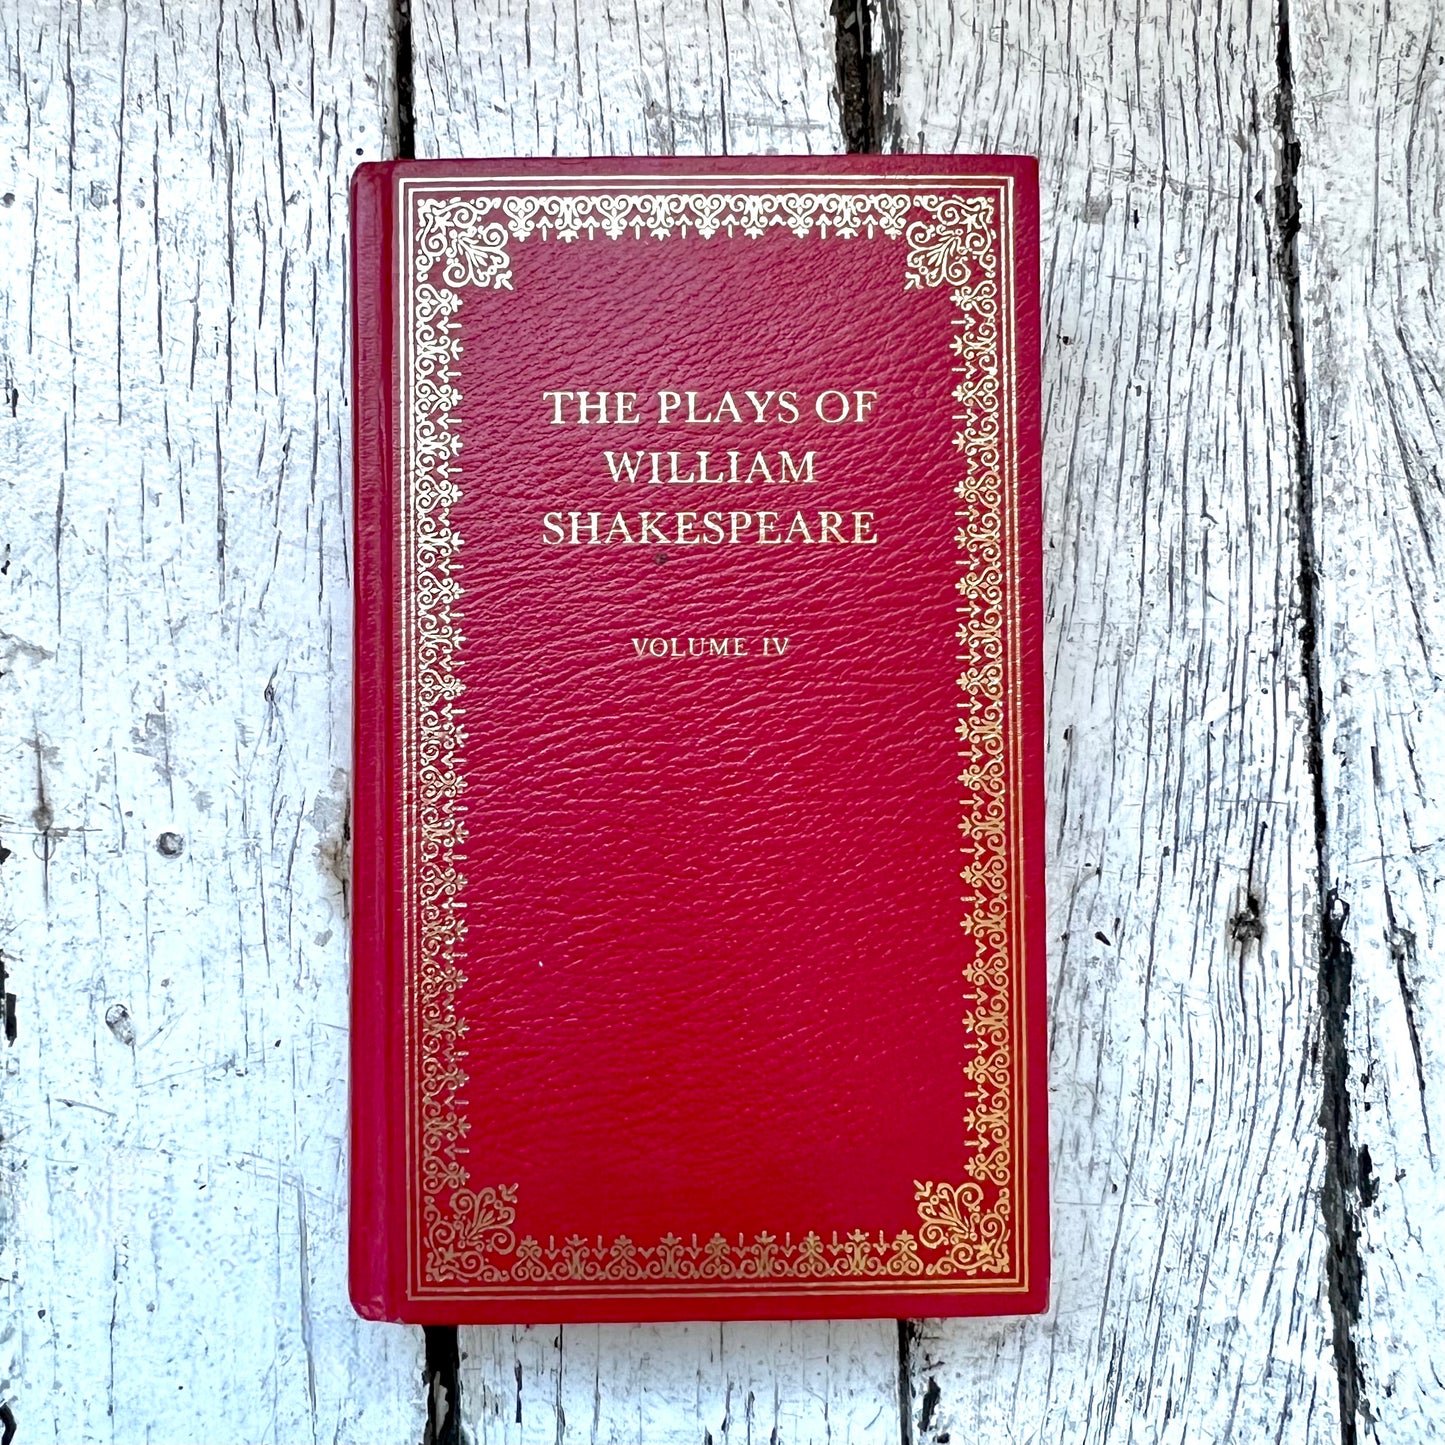 THE PLAYS OF
WILLIAM
SHAKESPEARE
VOLUME IV